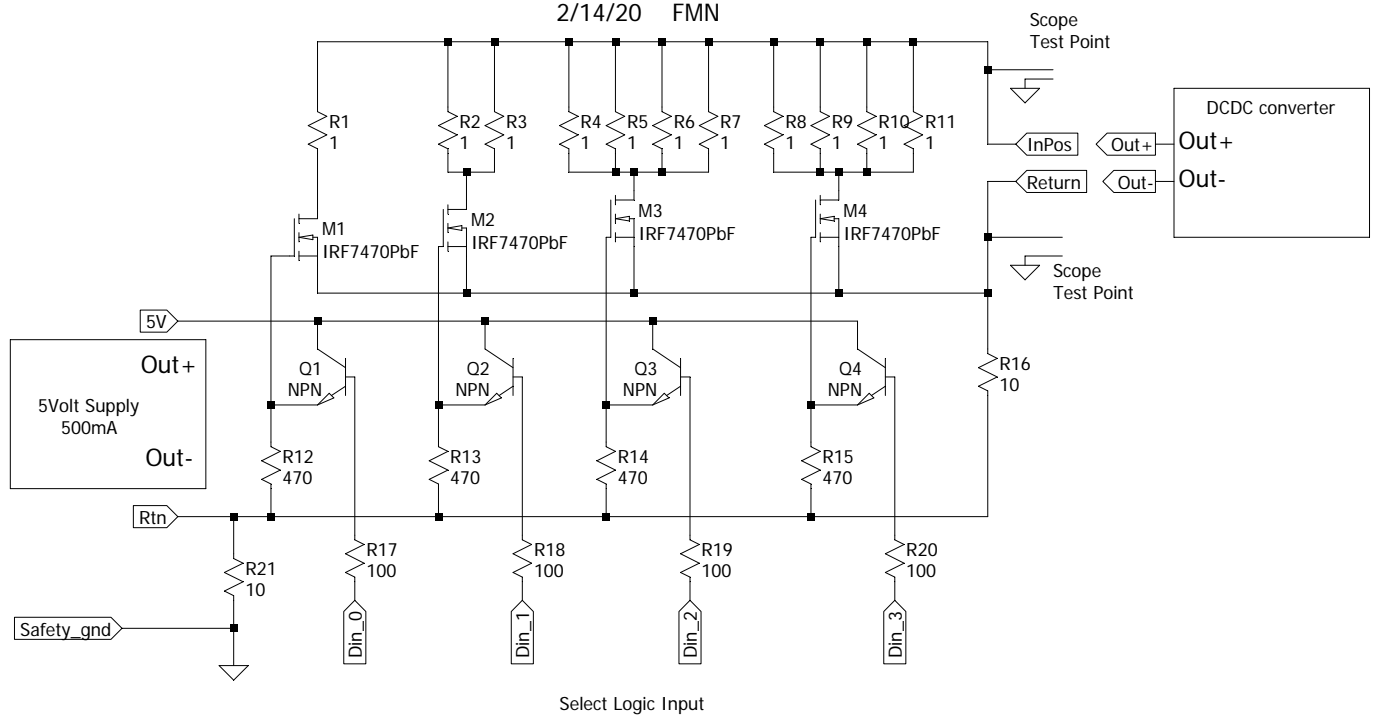 2/14/20 FMN
Scope
Test Point
DCDC converter
Out+
Out-
InPos
Out+
Return
Out-
R1
1
R2
1
R3
1
R4
1
R5
1
R6
1
R7
1
R8
1
R9
1
R10
1
R11
1
M1
IRF7470PbF
M2
IRF7470PbF
M3
IRF7470PbF
M4
IRF7470PbF
Scope
Test Point
5V
Out+
5Volt Supply
500mA
Out-
Q1
NPN
Q2
NPN
Q3
NPN
Q4
NPN
R16
10
R12
470
R13
470
R14
470
R15
470
Rtn
R21
10
R17
100
R18
100
R19
100
R20
100
Safety_gnd
Din_0
Din_1
Din_2
Din_3
Select Logic Input